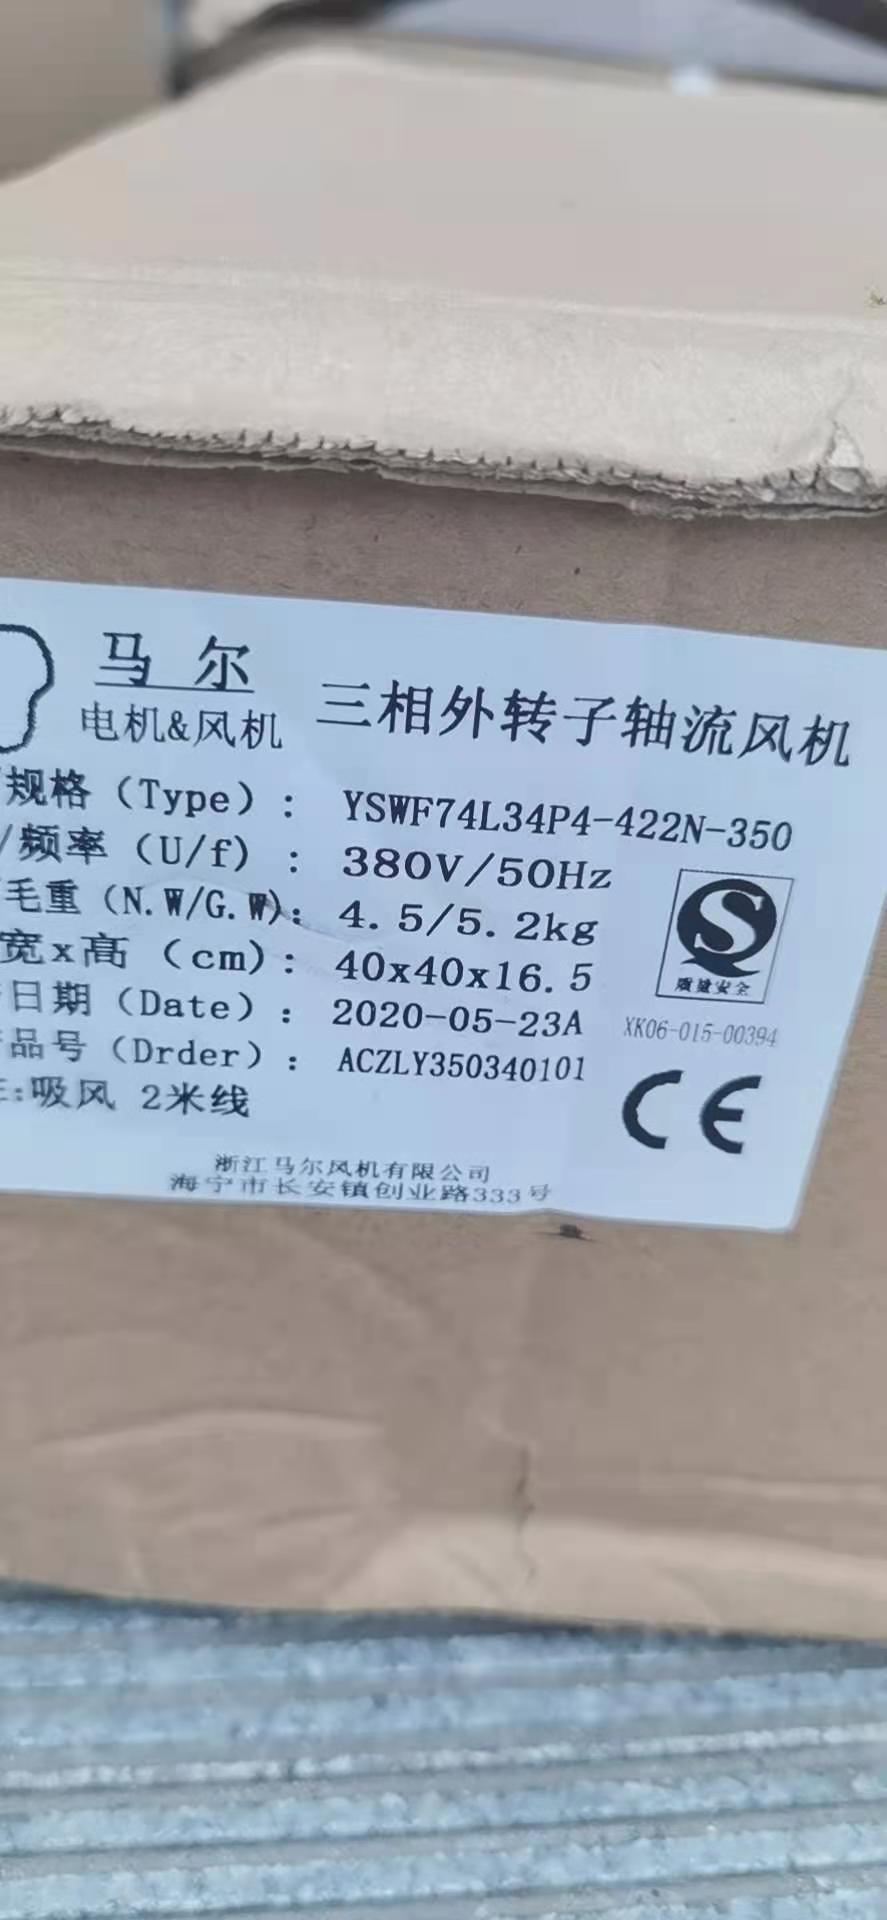 马尔
电机&风机
三相外转子轴流风机
规格（Type）： YSWF74L34P4-422N-350
/频率（U/f）： 380V/50Hz
毛重（N.W/G.W）： 4.5/5.2kg
宽x高（cm）： 40x40x16.5
日期（Date）： 2020-05-23A
品号（Drder）： ACZLY350340101
:吸风 2米线
质量安全
XK06-015-00394
CE
浙江马尔风机有限公司
海宁市长安镇创业路333号